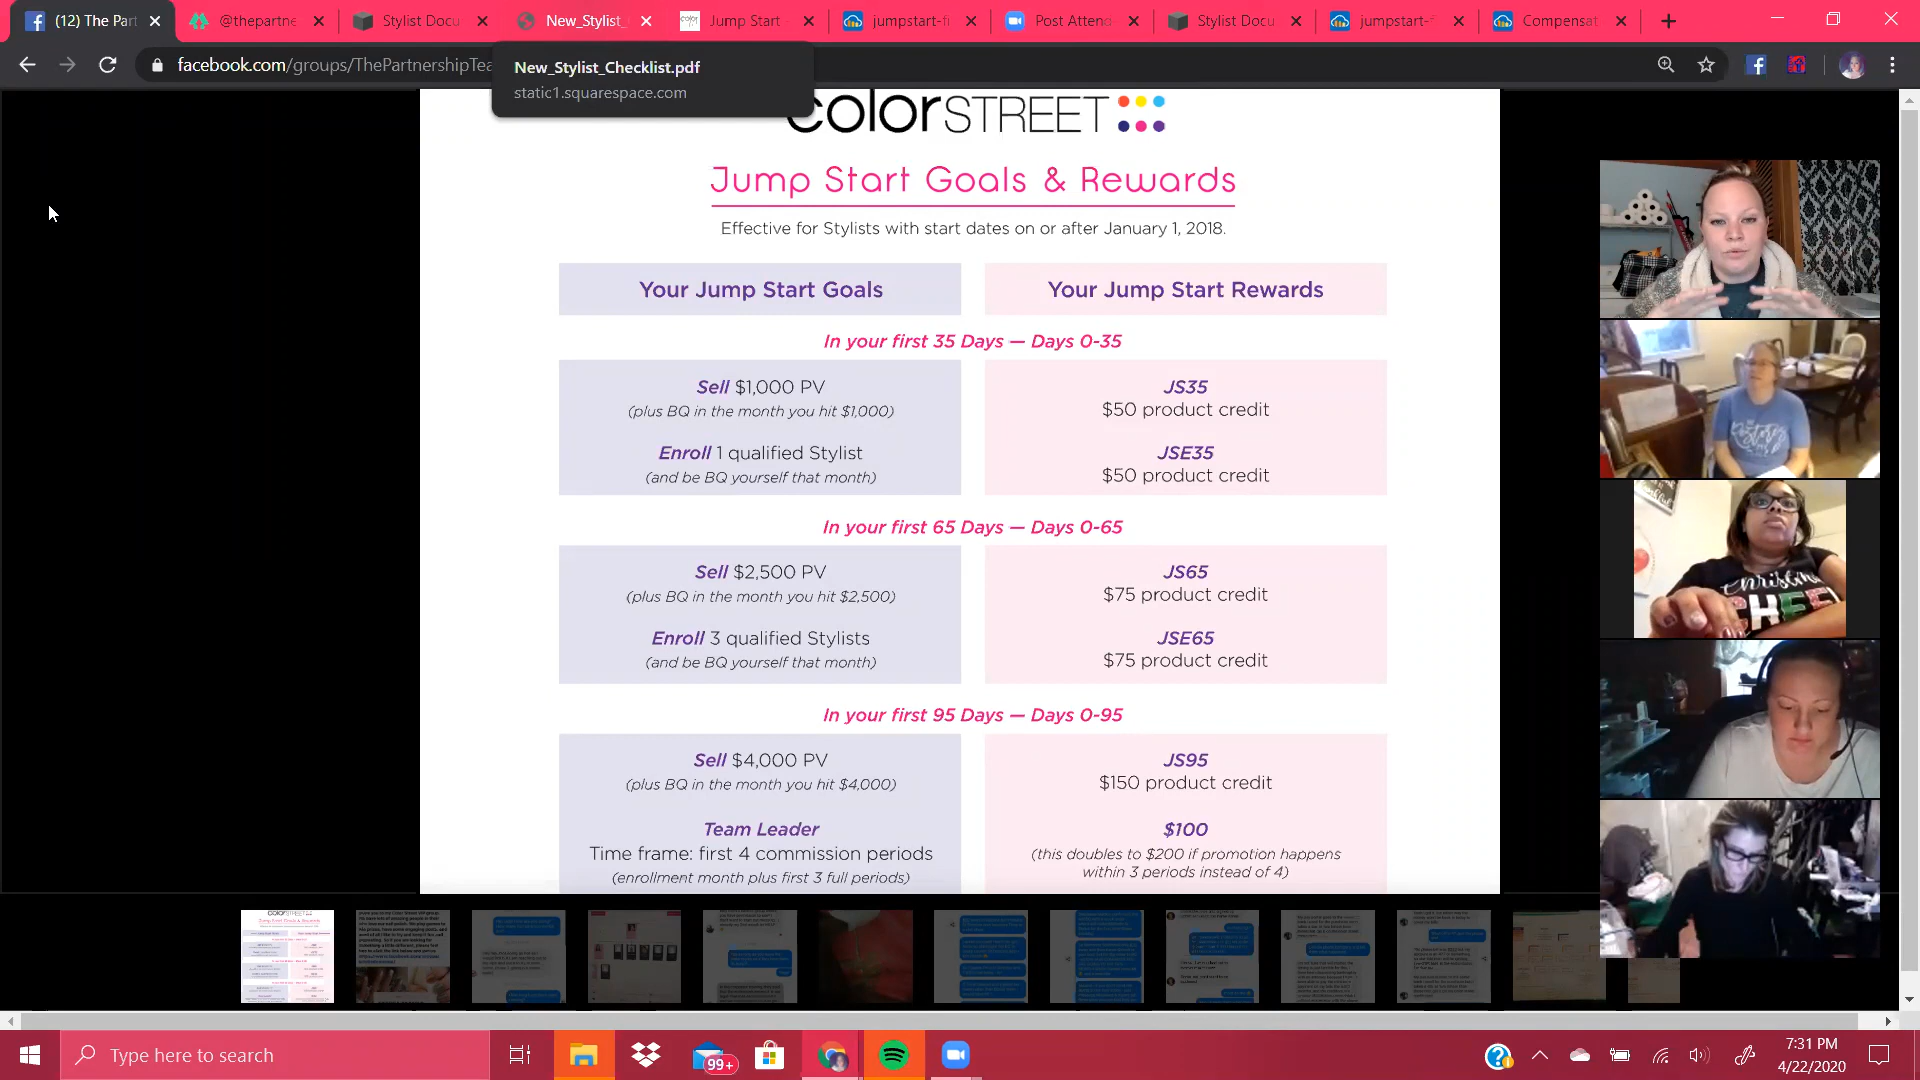 (12) The Part
@thepartne
Stylist Docu
New_Stylist_
Jump Start
jumpstart-fi
Post Attend
Stylist Docu
jumpstart-f
Compensat
facebook.com/groups/ThePartnershipTea
New_Stylist_Checklist.pdf
static1.squarespace.com
colorSTREET
Jump Start Goals & Rewards
Effective for Stylists with start dates on or after January 1, 2018.
Your Jump Start Goals
Your Jump Start Rewards
In your first 35 Days — Days 0-35
Sell $1,000 PV
(plus BQ in the month you hit $1,000)
Enroll 1 qualified Stylist
(and be BQ yourself that month)
JS35
$50 product credit
JSE35
$50 product credit
In your first 65 Days — Days 0-65
Sell $2,500 PV
(plus BQ in the month you hit $2,500)
Enroll 3 qualified Stylists
(and be BQ yourself that month)
JS65
$75 product credit
JSE65
$75 product credit
In your first 95 Days — Days 0-95
Sell $4,000 PV
(plus BQ in the month you hit $4,000)
Team Leader
Time frame: first 4 commission periods
(enrollment month plus first 3 full periods)
JS95
$150 product credit
$100
(this doubles to $200 if promotion happens
within 3 periods instead of 4)
Type here to search
99+
7:31 PM
4/22/2020